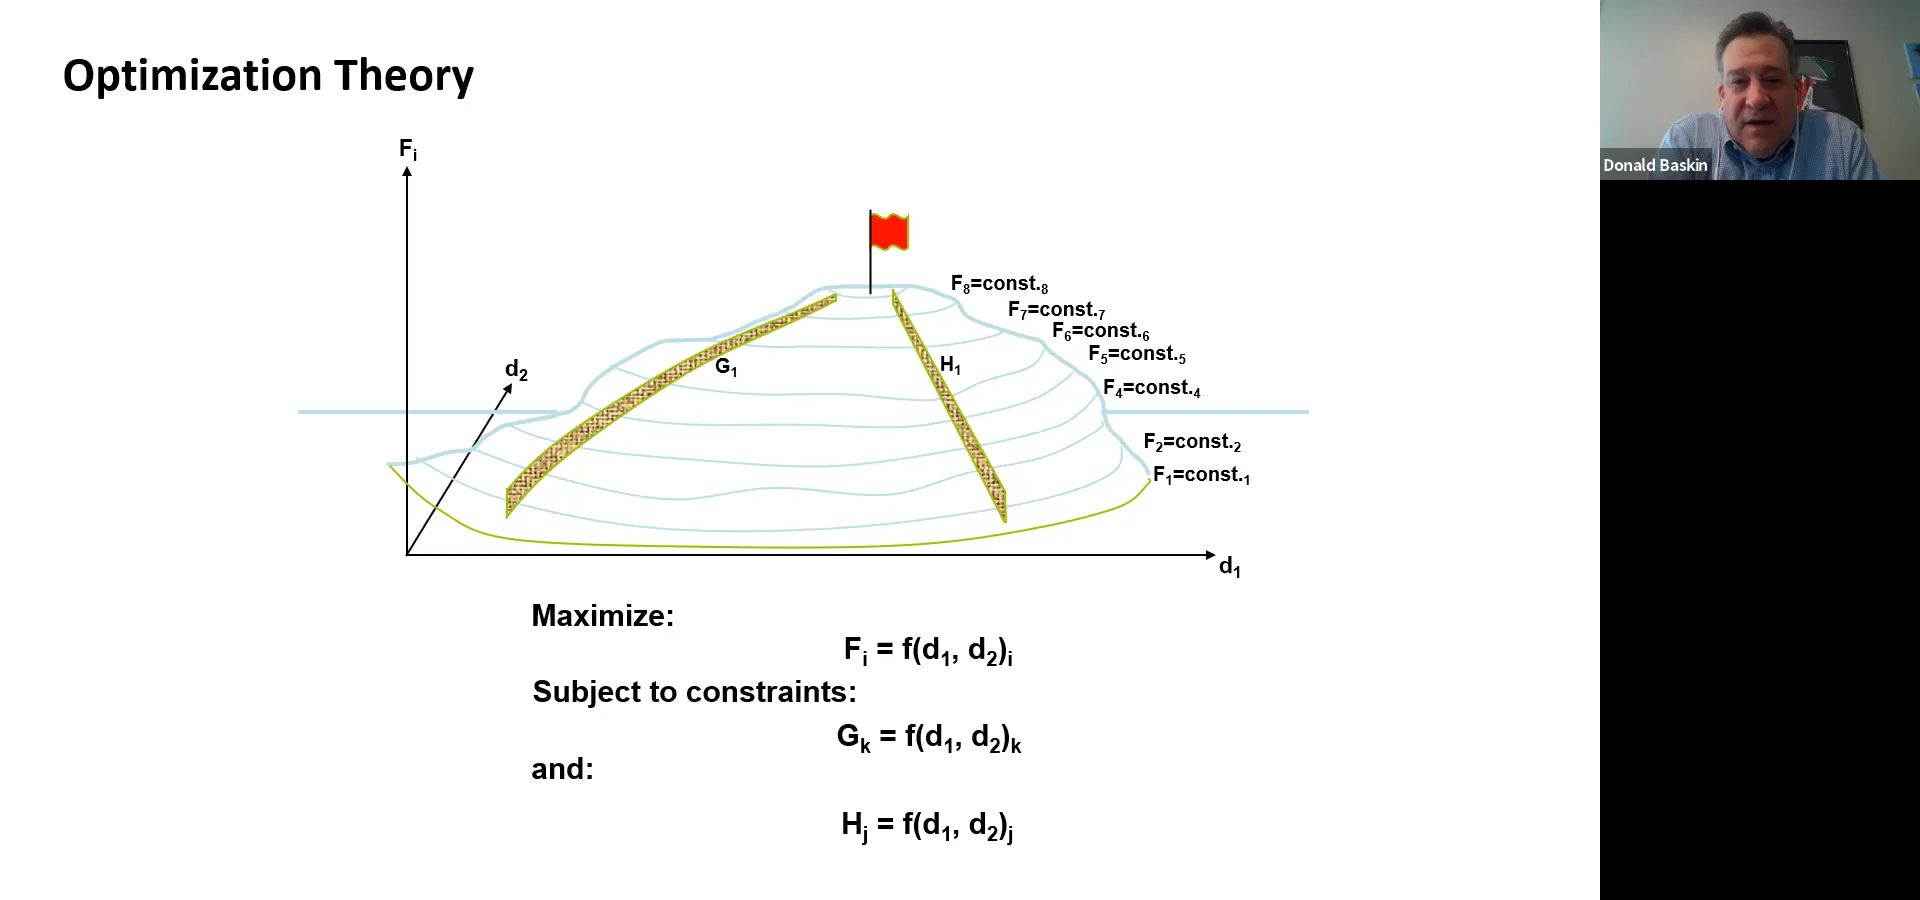 Optimization Theory
Donald Baskin
Fᵢ
F₈=const.₈
F₇=const.₇
F₆=const.₆
F₅=const.₅
G₁
H₁
d₂
F₄=const.₄
F₂=const.₂
F₁=const.₁
d₁
Maximize:
Fᵢ = f(d₁, d₂)ᵢ
Subject to constraints:
Gₖ = f(d₁, d₂)ₖ
and:
Hⱼ = f(d₁, d₂)ⱼ